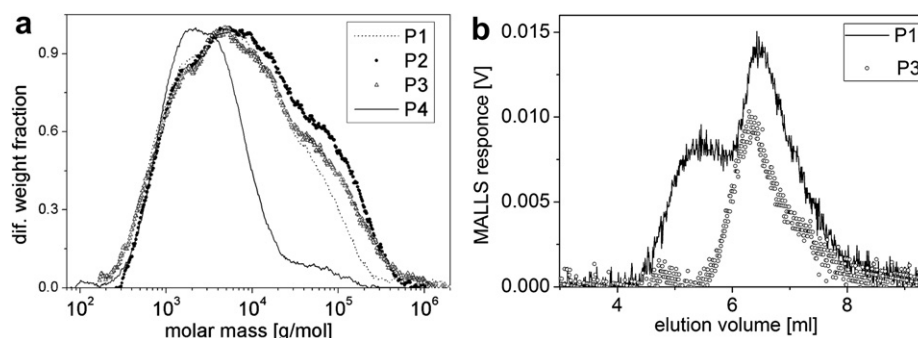 a
dif. weight fraction
0.9
0.6
0.3
0.0
P1
P2
P3
P4
10² 10³ 10⁴ 10⁵ 10⁶
molar mass [g/mol]
b
MALLS responce [V]
0.015
0.010
0.005
0.000
P1
P3
4 6 8
elution volume [ml]